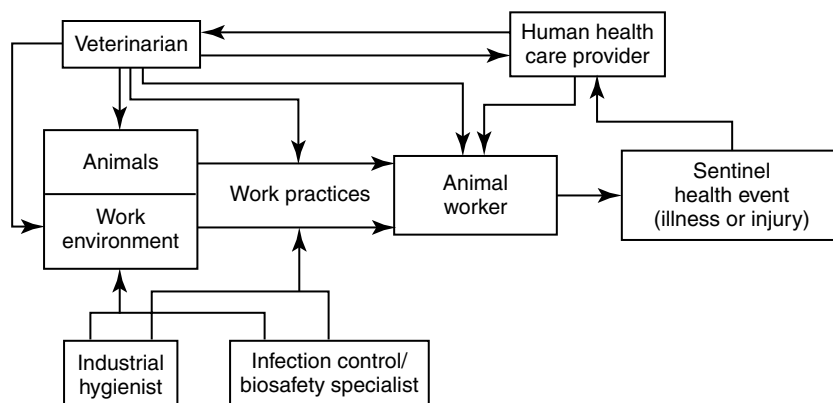 Veterinarian
Human health
care provider
Animals
Work
environment
Work practices
Animal
worker
Sentinel
health event
(illness or injury)
Industrial
hygienist
Infection control/
biosafety specialist